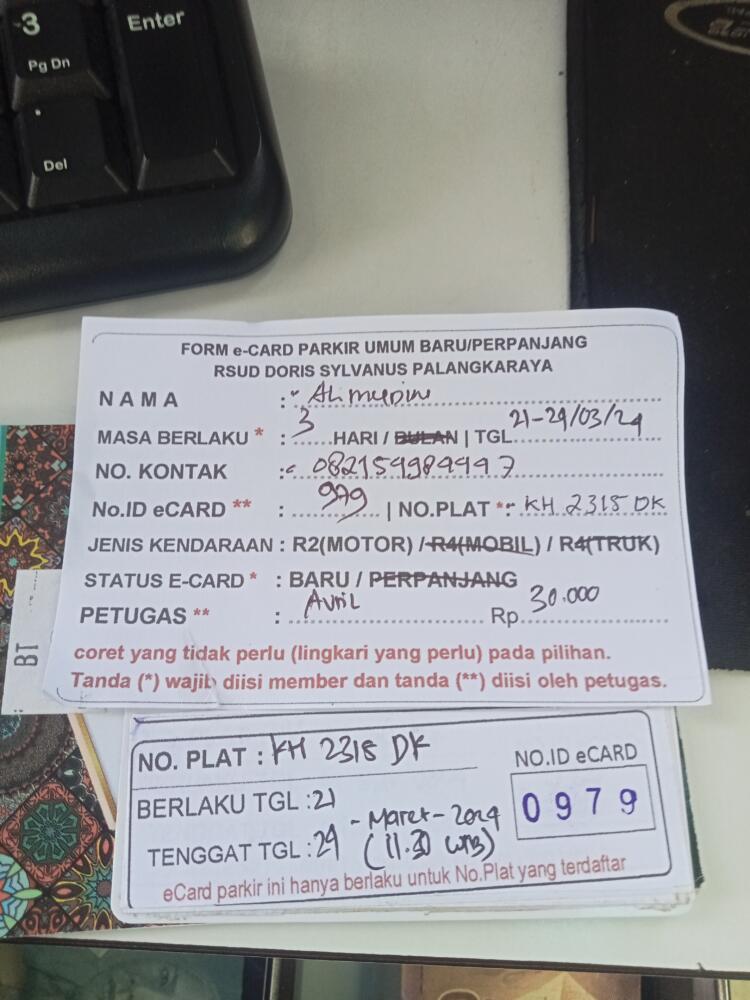 3
Enter
Pg Dn
Del
FORM e-CARD PARKIR UMUM BARU/PERPANJANG
RSUD DORIS SYLVANUS PALANGKARAYA
NAMA :
MASA BERLAKU * : 3 HARI / BULAN | TGL 21-24/03/24
NO. KONTAK :
No.ID eCARD ** : 979 | NO.PLAT *: KH 2318 DK
JENIS KENDARAAN : R2(MOTOR) / R4(MOBIL) / R4(TRUK)
STATUS E-CARD * : BARU / PERPANJANG
PETUGAS ** : Avril Rp 30.000
coret yang tidak perlu (lingkari yang perlu) pada pilihan.
Tanda (*) wajib diisi member dan tanda (**) diisi oleh petugas.
BT
NO. PLAT : KH 2318 DK
NO.ID eCARD
0979
BERLAKU TGL : 21 - Maret - 2024
TENGGAT TGL : 24 (11.30 WIB)
eCard parkir ini hanya berlaku untuk No.Plat yang terdaftar